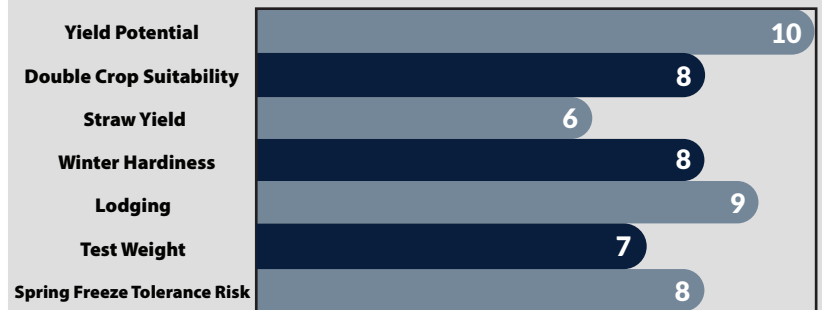 Yield Potential 10
Double Crop Suitability 8
Straw Yield 6
Winter Hardiness 8
Lodging 9
Test Weight 7
Spring Freeze Tolerance Risk 8